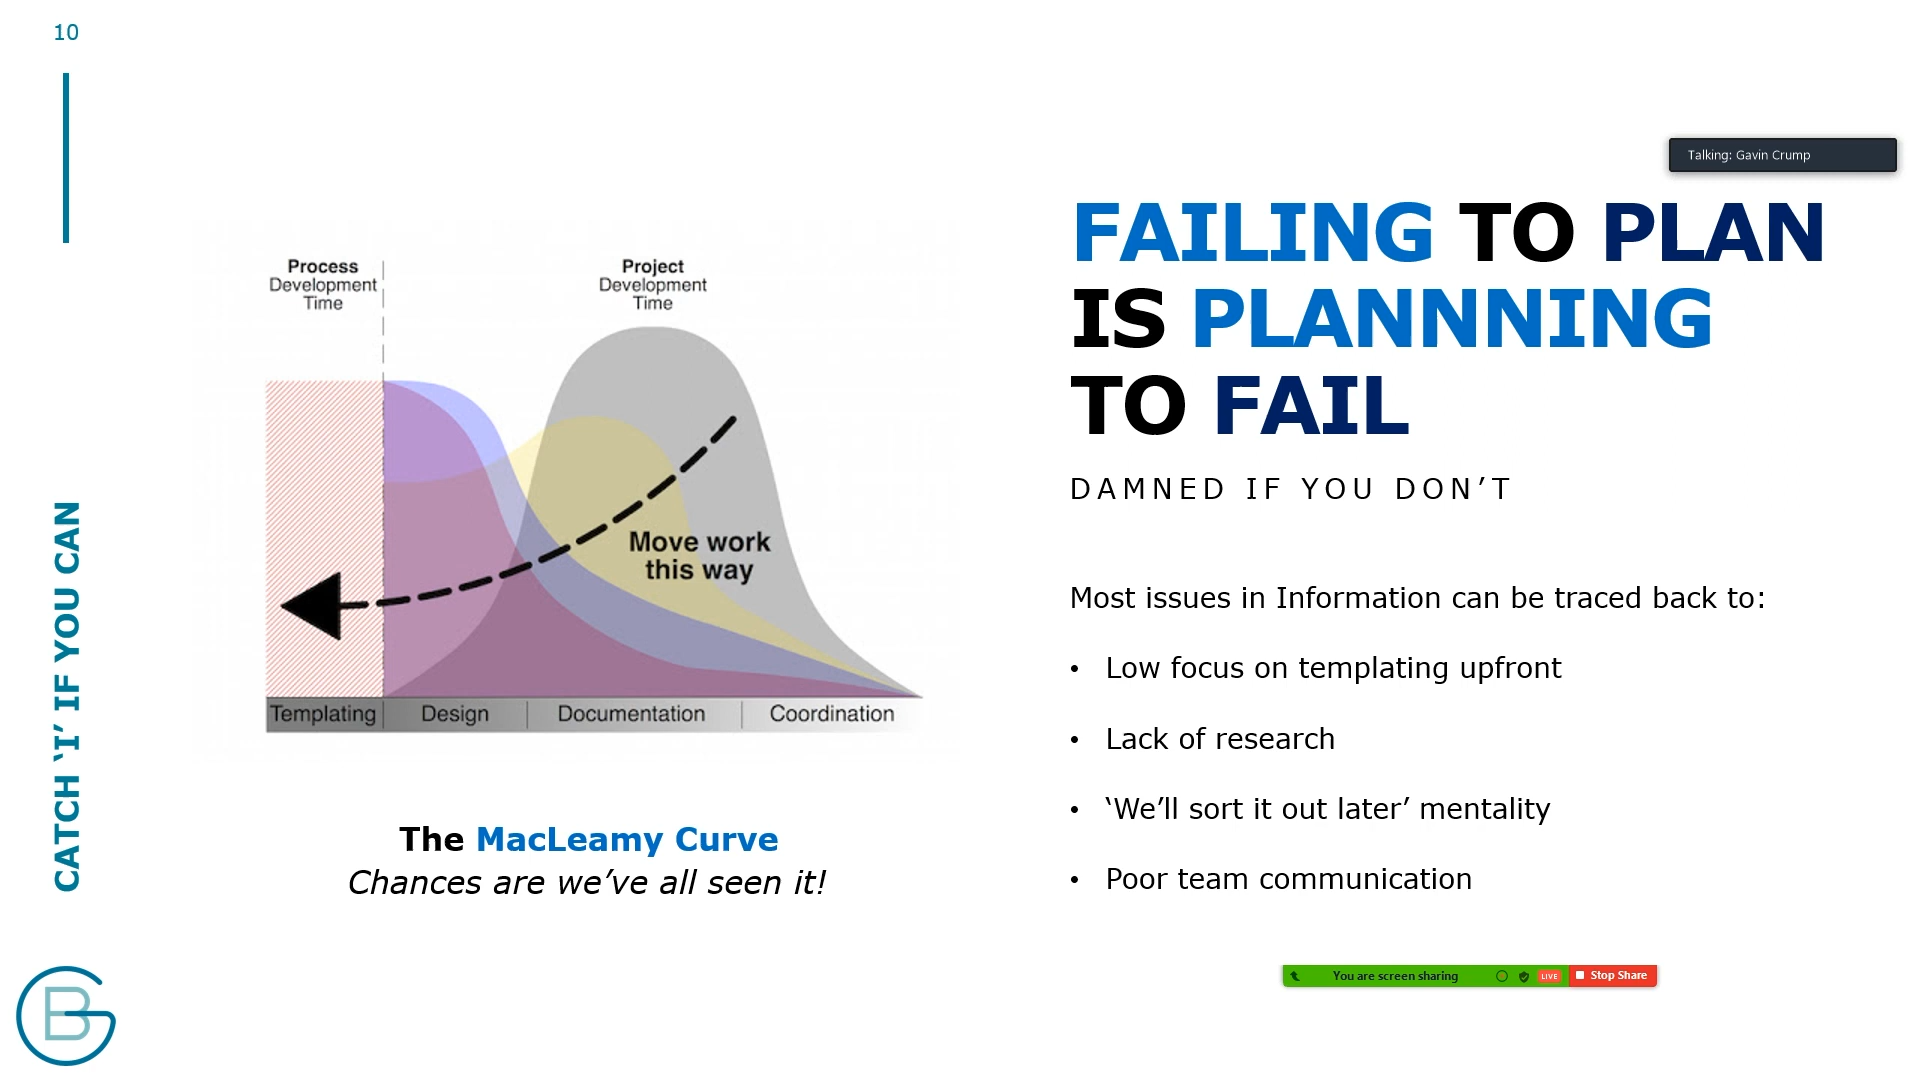 10
CATCH ‘I’ IF YOU CAN
Process
Development
Time
Project
Development
Time
Move work
this way
Templating
Design
Documentation
Coordination
The MacLeamy Curve
Chances are we’ve all seen it!
Talking: Gavin Crump
FAILING TO PLAN
IS PLANNNING
TO FAIL
DAMNED IF YOU DON’T
Most issues in Information can be traced back to:
• Low focus on templating upfront
• Lack of research
• ‘We’ll sort it out later’ mentality
• Poor team communication
You are screen sharing
LIVE
Stop Share
BG